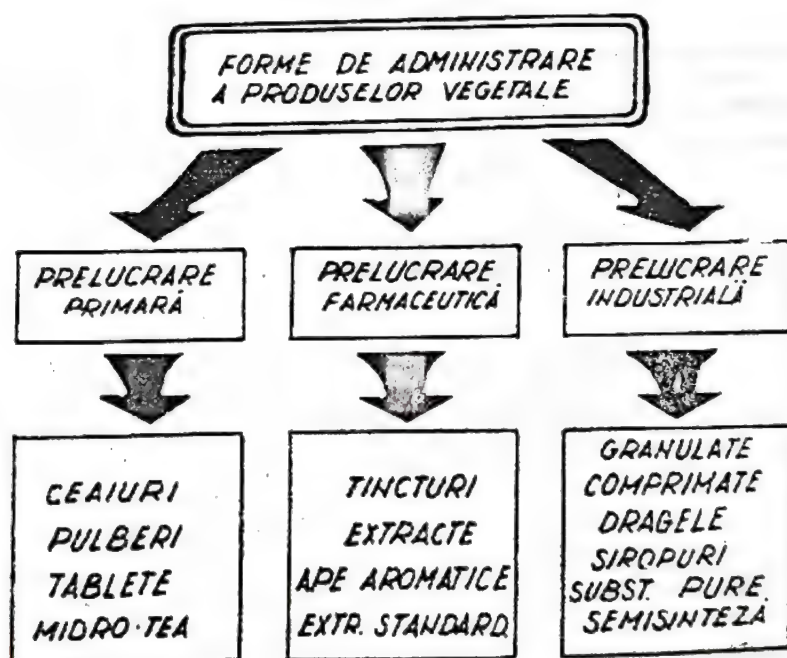 FORME DE ADMINISTRARE
A PRODUSELOR VEGETALE
PRELUCRARE
PRIMARĂ
PRELUCRARE
FARMACEUTICĂ
PRELUCRARE
INDUSTRIALĂ
CEAIURI
PULBERI
TABLETE
MIDRO-TEA
TINCTURI
EXTRACTE
APE AROMATICE
EXTR. STANDARD.
GRANULATE
COMPRIMATE
DRAGELE
SIROPURI
SUBST. PURE.
SEMISINTEZĂ